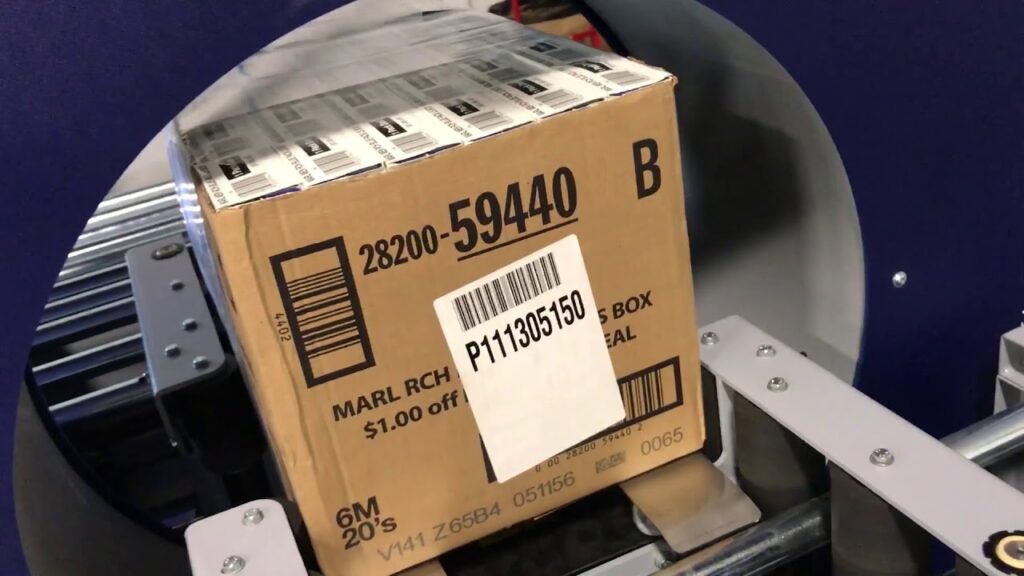 B
28200-59440
4402
P111305150
S BOX
MARL RCH
EAL
$1.00 off
0 00 28200 59440 2
0065
6M
20's
V141 Z65B4 051156